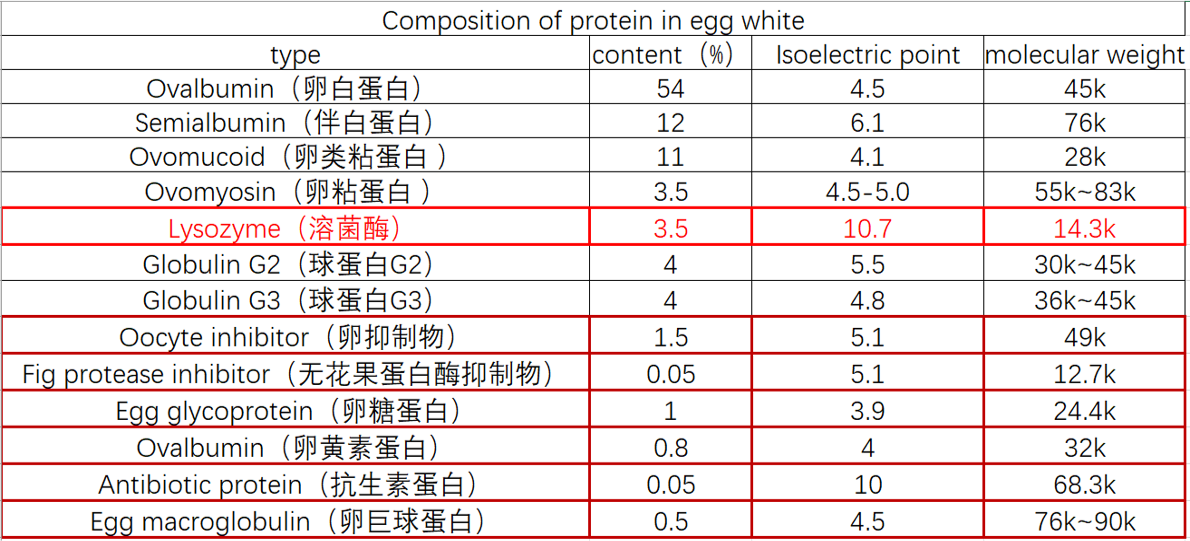 Composition of protein in egg white
type content（%） Isoelectric point molecular weight
Ovalbumin（卵白蛋白） 54 4.5 45k
Semialbumin（伴白蛋白） 12 6.1 76k
Ovomucoid（卵类粘蛋白 ） 11 4.1 28k
Ovomyosin（卵粘蛋白 ） 3.5 4.5-5.0 55k~83k
Lysozyme（溶菌酶） 3.5 10.7 14.3k
Globulin G2（球蛋白G2） 4 5.5 30k~45k
Globulin G3（球蛋白G3） 4 4.8 36k~45k
Oocyte inhibitor（卵抑制物） 1.5 5.1 49k
Fig protease inhibitor（无花果蛋白酶抑制物） 0.05 5.1 12.7k
Egg glycoprotein（卵糖蛋白） 1 3.9 24.4k
Ovalbumin（卵黄素蛋白） 0.8 4 32k
Antibiotic protein（抗生素蛋白） 0.05 10 68.3k
Egg macroglobulin（卵巨球蛋白） 0.5 4.5 76k~90k